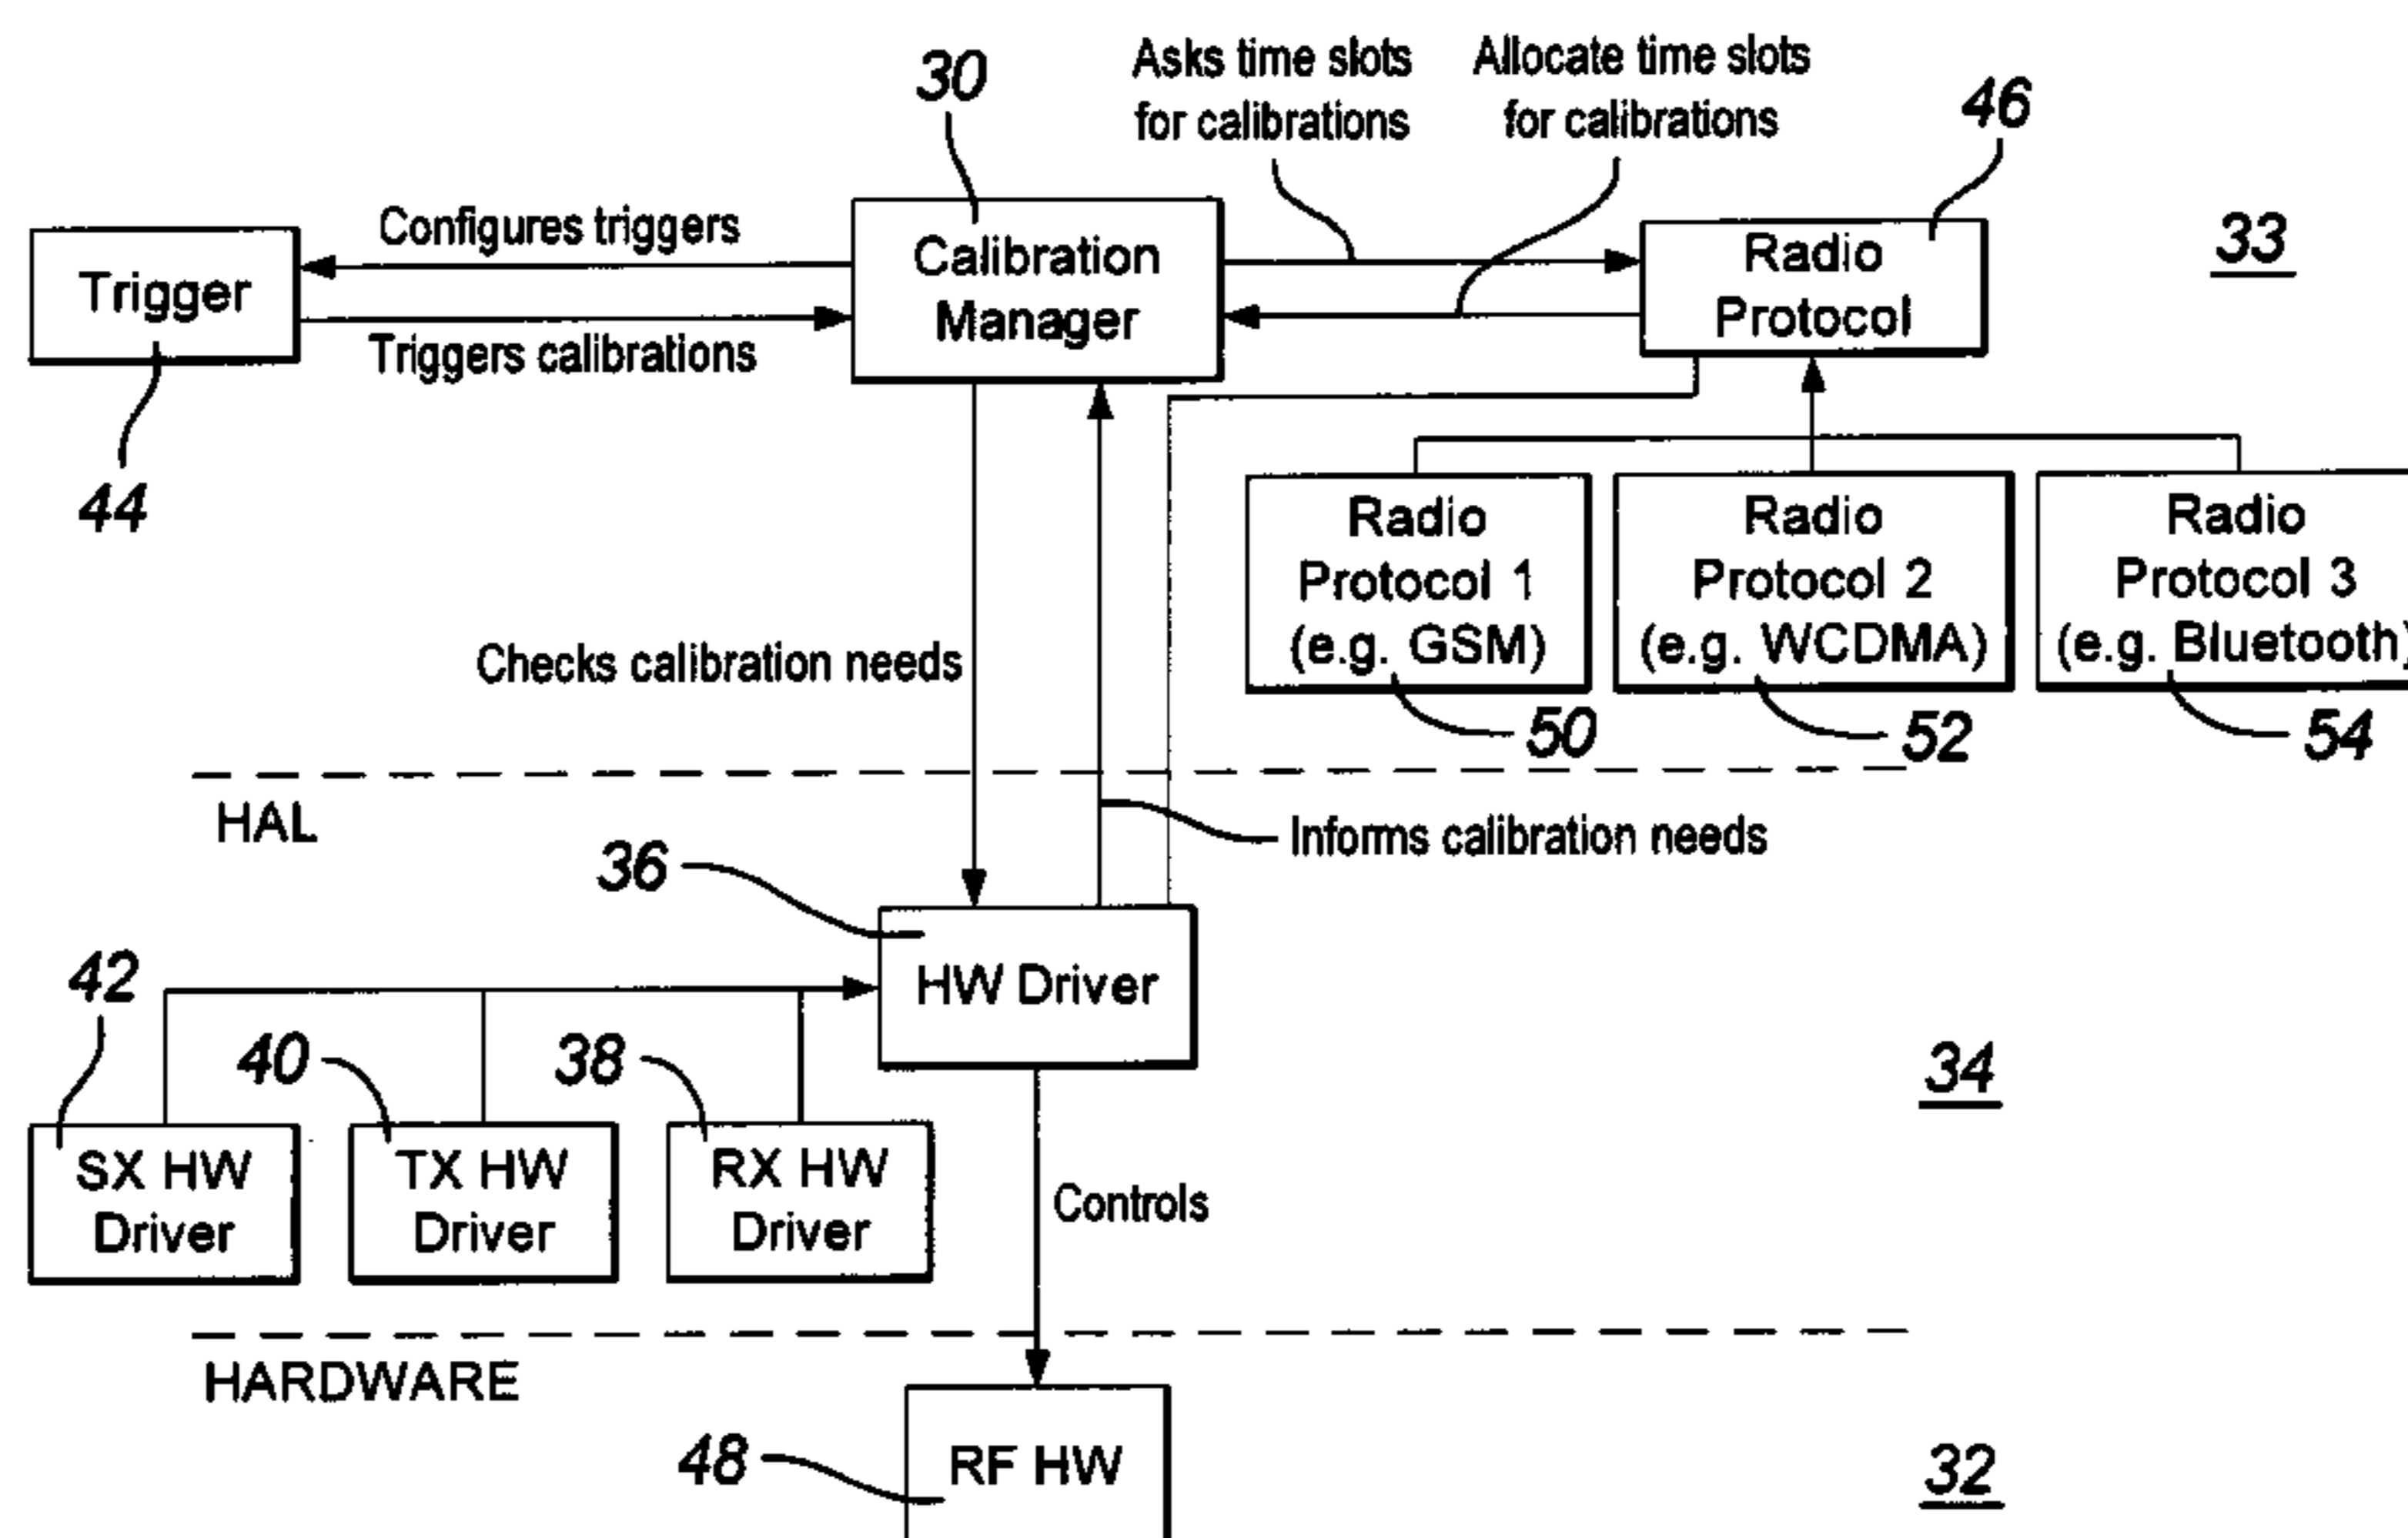 30
Asks time slots
for calibrations
Allocate time slots
for calibrations
46
33
Configures triggers
Trigger
Triggers calibrations
44
Calibration
Manager
Radio
Protocol
Radio
Protocol 1
(e.g. GSM)
50
Radio
Protocol 2
(e.g. WCDMA)
52
Radio
Protocol 3
(e.g. Bluetooth)
54
Checks calibration needs
HAL
Informs calibration needs
36
HW Driver
42
40
38
34
SX HW
Driver
TX HW
Driver
RX HW
Driver
Controls
HARDWARE
48
RF HW
32